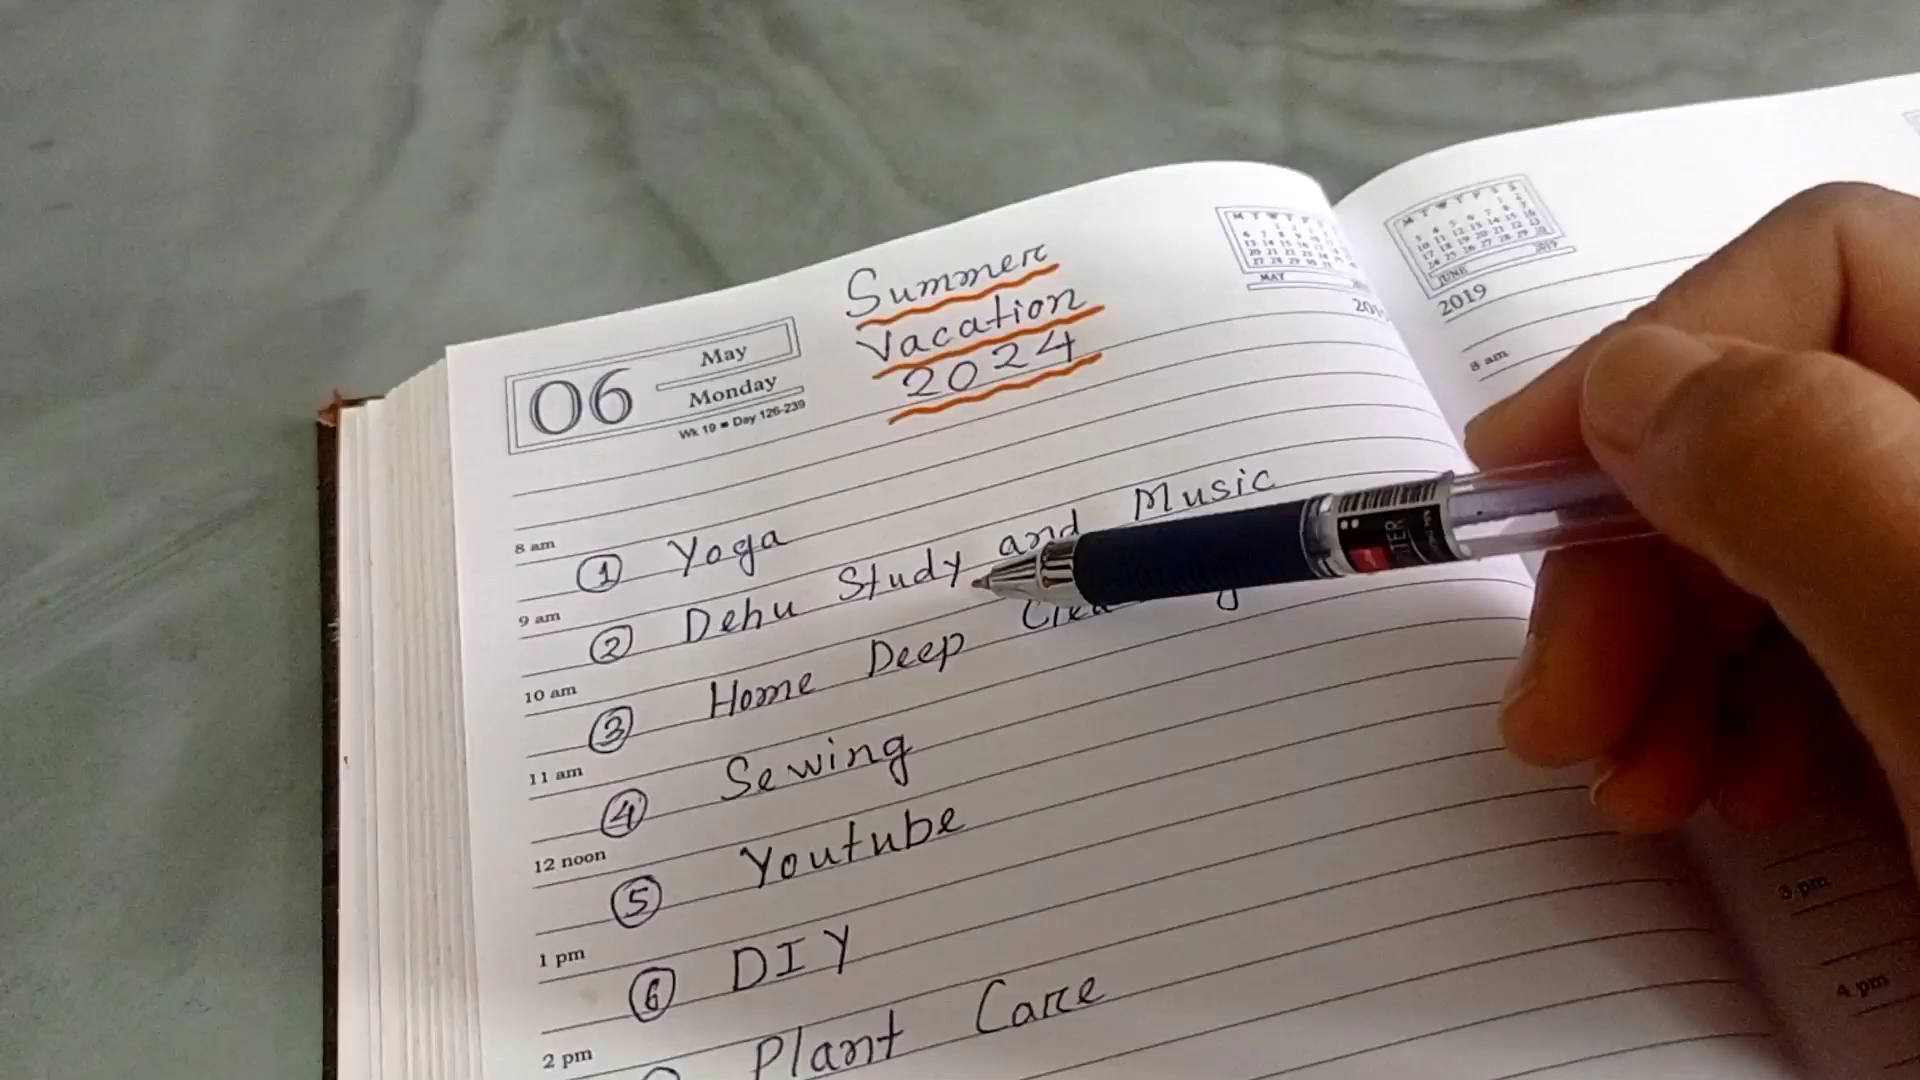 Summer
Vacation
2024
06
May
Monday
Wk 19 ■ Day 126-239
MAY
M T W T F S
JUNE 2019
2019
8 am
8 am
① Yoga
9 am
② Debu Study and Music
10 am
③ Home Deep
11 am
④ Sewing
12 noon
⑤ Youtube
1 pm
⑥ DIY
2 pm
Plant Care
3 pm
4 pm